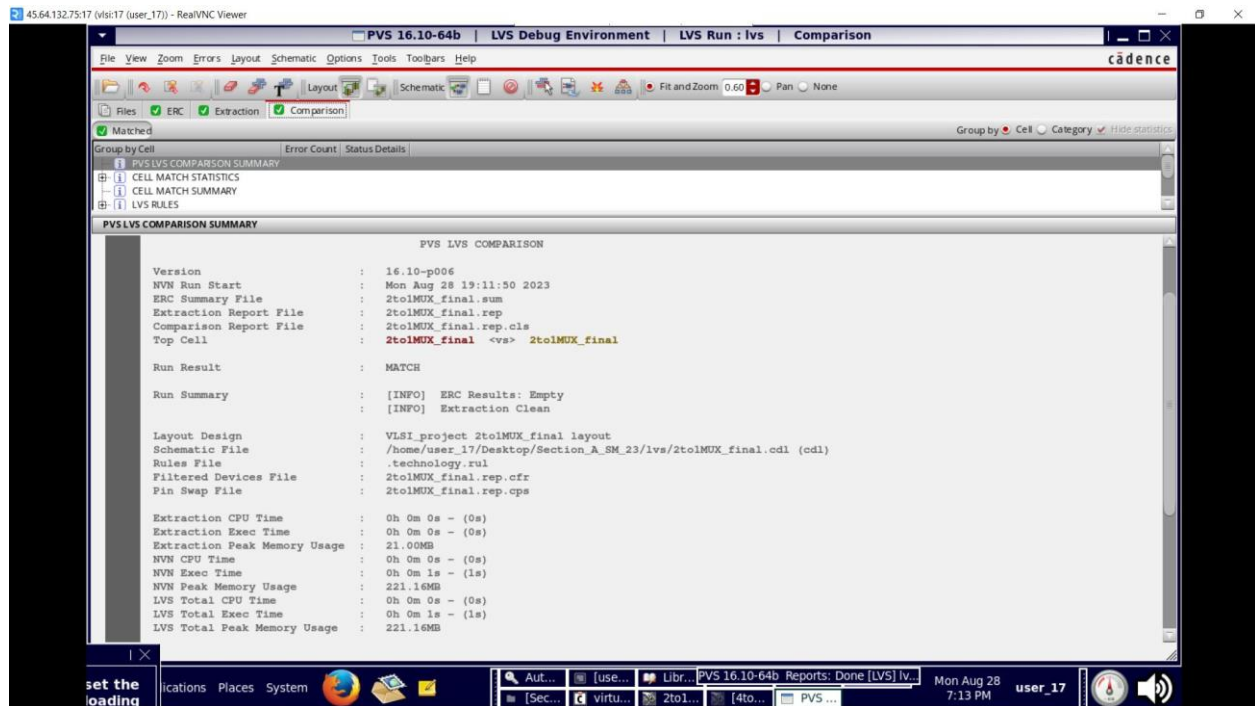 45.64.132.75:17 (vlsi:17 (user_17)) - RealVNC Viewer
PVS 16.10-64b | LVS Debug Environment | LVS Run : lvs | Comparison
File View Zoom Errors Layout Schematic Options Tools Toolbars Help
cādence
Layout Schematic Fit and Zoom 0.60 Pan None
Files ERC Extraction Comparison
Matched Group by Cell Category Hide statistics
Group by Cell Error Count Status Details
PVS LVS COMPARISON SUMMARY
CELL MATCH STATISTICS
CELL MATCH SUMMARY
LVS RULES
PVS LVS COMPARISON SUMMARY
PVS LVS COMPARISON
Version : 16.10-p006
NVN Run Start : Mon Aug 28 19:11:50 2023
ERC Summary File : 2to1MUX_final.sum
Extraction Report File : 2to1MUX_final.rep
Comparison Report File : 2to1MUX_final.rep.cls
Top Cell : 2to1MUX_final <vs> 2to1MUX_final
Run Result : MATCH
Run Summary : [INFO] ERC Results: Empty
: [INFO] Extraction Clean
Layout Design : VLSI_project 2to1MUX_final layout
Schematic File : /home/user_17/Desktop/Section_A_SM_23/lvs/2to1MUX_final.cdl (cdl)
Rules File : .technology.rul
Filtered Devices File : 2to1MUX_final.rep.cfr
Pin Swap File : 2to1MUX_final.rep.cps
Extraction CPU Time : 0h 0m 0s - (0s)
Extraction Exec Time : 0h 0m 0s - (0s)
Extraction Peak Memory Usage : 21.00MB
NVN CPU Time : 0h 0m 0s - (0s)
NVN Exec Time : 0h 0m 1s - (1s)
NVN Peak Memory Usage : 221.16MB
LVS Total CPU Time : 0h 0m 0s - (0s)
LVS Total Exec Time : 0h 0m 1s - (1s)
LVS Total Peak Memory Usage : 221.16MB
set the
loading
ications Places System
Aut... [use... Libr... PVS 16.10-64b Reports: Done [LVS] lv...
[Sec... virtu... 2to1... [4to... PVS ...
Mon Aug 28
7:13 PM
user_17